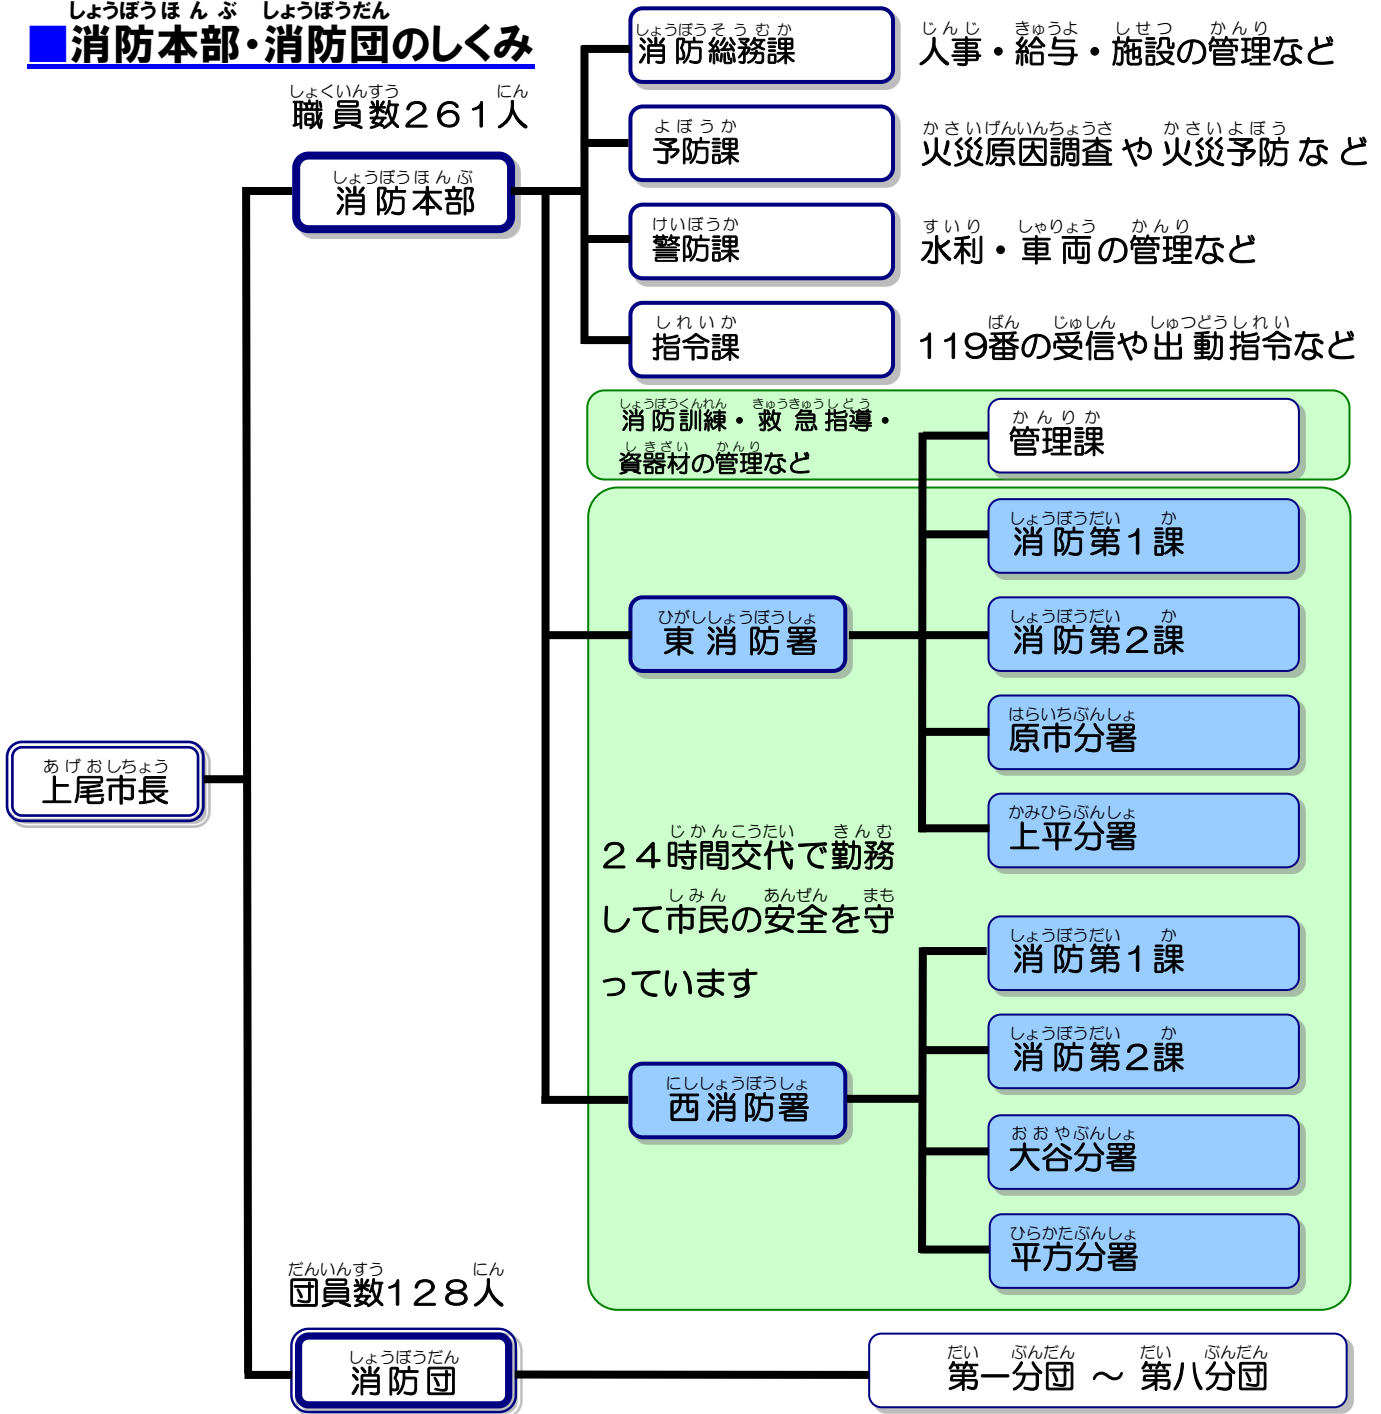 しょうぼうほんぶ しょうぼうだん
■消防本部・消防団のしくみ
しょくいんすう にん
職員数261人
しょうぼうほんぶ
消防本部
しょうぼうそうむか
消防総務課
じんじ きゅうよ しせつ かんり
人事・給与・施設の管理など
よぼうか
予防課
かさいげんいんちょうさ かさいよぼう
火災原因調査や火災予防など
けいぼうか
警防課
すいり しゃりょう かんり
水利・車両の管理など
しれいか
指令課
ばん じゅしん しゅつどうしれい
119番の受信や出動指令など
しょうぼうくんれん きゅうきゅうしどう
消防訓練・救急指導・
しきざい かんり
資器材の管理など
かんりか
管理課
しょうぼうだい か
消防第1課
ひがししょうぼうしょ
東消防署
しょうぼうだい か
消防第2課
はらいちぶんしょ
原市分署
かみひらぶんしょ
上平分署
あげおしちょう
上尾市長
じかんこうたい きんむ
24時間交代で勤務
しみん あんぜん まも
して市民の安全を守
っています
しょうぼうだい か
消防第1課
しょうぼうだい か
消防第2課
にししょうぼうしょ
西消防署
おおやぶんしょ
大谷分署
ひらかたぶんしょ
平方分署
だんいんすう にん
団員数128人
しょうぼうだん
消防団
だい ぶんだん だい ぶんだん
第一分団 ～ 第八分団